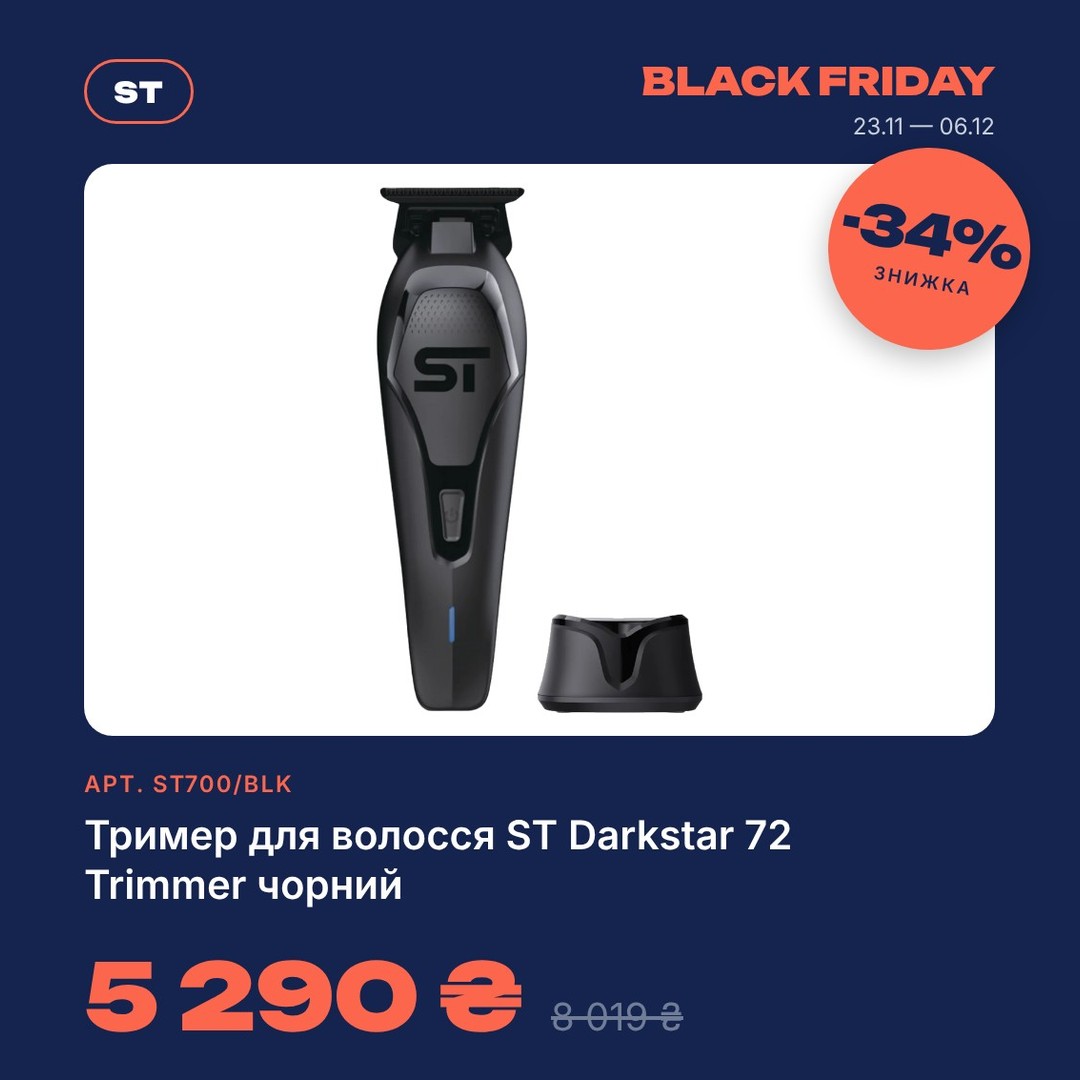 ST
BLACK FRIDAY
23.11 — 06.12
-34%
ЗНИЖКА
ST
АРТ. ST700/BLK
Тример для волосся ST Darkstar 72
Trimmer чорний
5 290 ₴
8 019 ₴